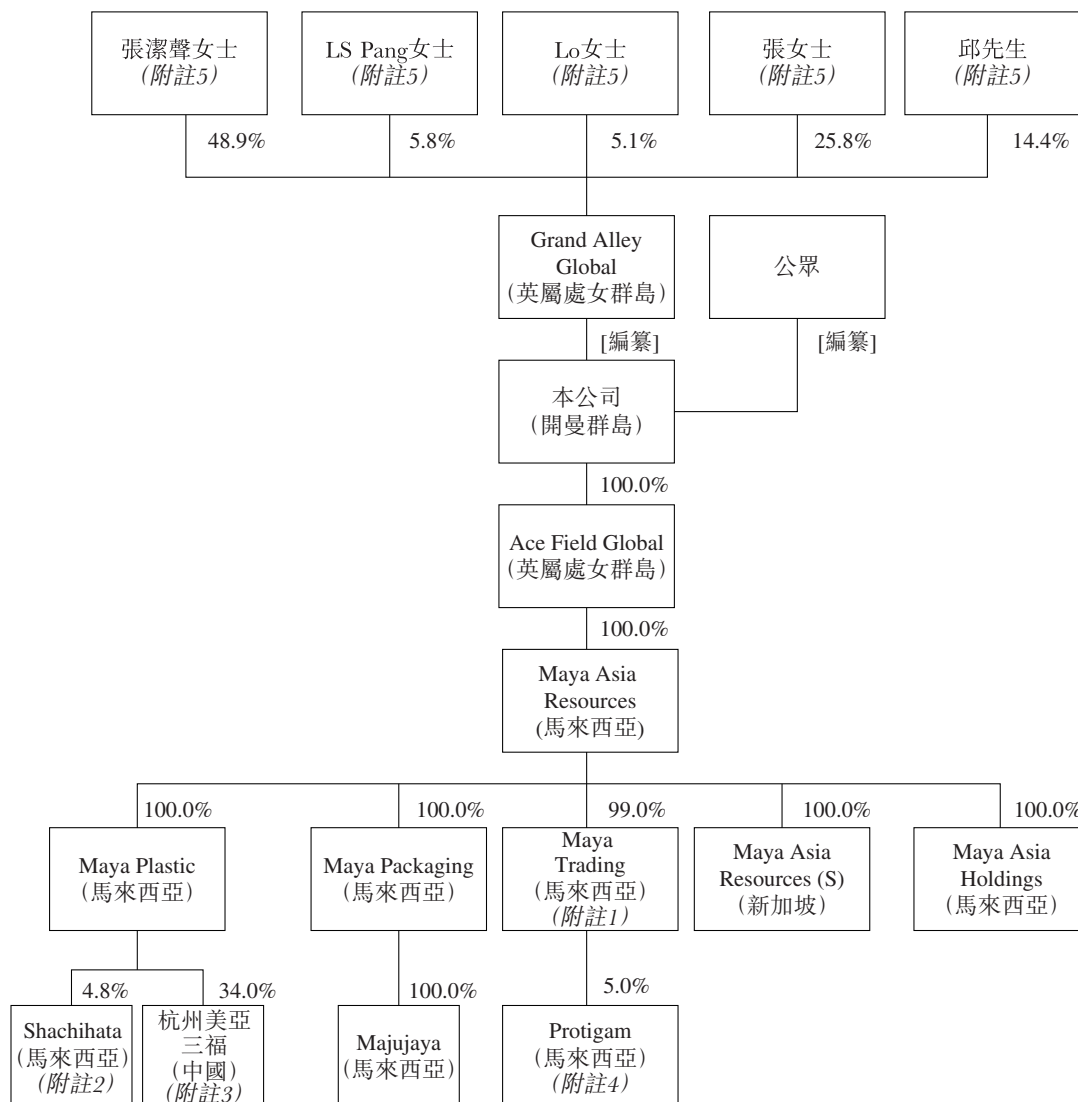 張潔聲女士
(附註5)
LS Pang女士
(附註5)
Lo女士
(附註5)
張女士
(附註5)
邱先生
(附註5)
48.9%
5.8%
5.1%
25.8%
14.4%
Grand Alley
Global
(英屬處女群島)
公眾
[編纂]
[編纂]
本公司
(開曼群島)
100.0%
Ace Field Global
(英屬處女群島)
100.0%
Maya Asia
Resources
(馬來西亞)
100.0%
100.0%
99.0%
100.0%
100.0%
Maya Plastic
(馬來西亞)
Maya Packaging
(馬來西亞)
Maya
Trading
(馬來西亞)
(附註1)
Maya Asia
Resources (S)
(新加坡)
Maya Asia
Holdings
(馬來西亞)
4.8%
34.0%
100.0%
5.0%
Shachihata
(馬來西亞)
(附註2)
杭州美亞
三福
(中國)
(附註3)
Majujaya
(馬來西亞)
Protigam
(馬來西亞)
(附註4)